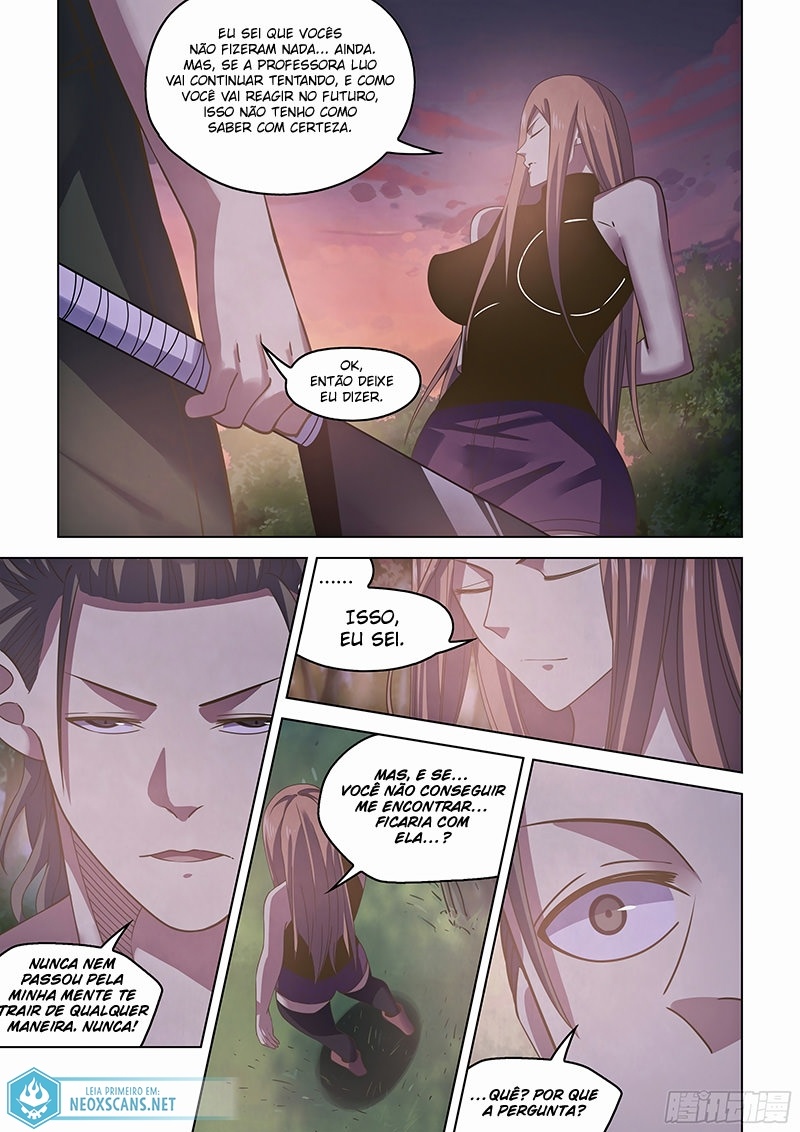 EU SEI QUE VOCÊS
NÃO FIZERAM NADA... AINDA.
MAS, SE A PROFESSORA LUO
VAI CONTINUAR TENTANDO, E COMO
VOCÊ VAI REAGIR NO FUTURO,
ISSO NÃO TENHO COMO
SABER COM CERTEZA.
OK,
ENTÃO DEIXE
EU DIZER.
......
ISSO,
EU SEI.
NUNCA NEM
PASSOU PELA
MINHA MENTE TE
TRAIR DE QUALQUER
MANEIRA. NUNCA!
MAS, E SE...
VOCÊ NÃO CONSEGUIR
ME ENCONTRAR...
FICARIA COM
ELA...?
...QUÊ? POR QUE
A PERGUNTA?
LEIA PRIMEIRO EM:
NEOXSCANS.NET
腾讯动漫